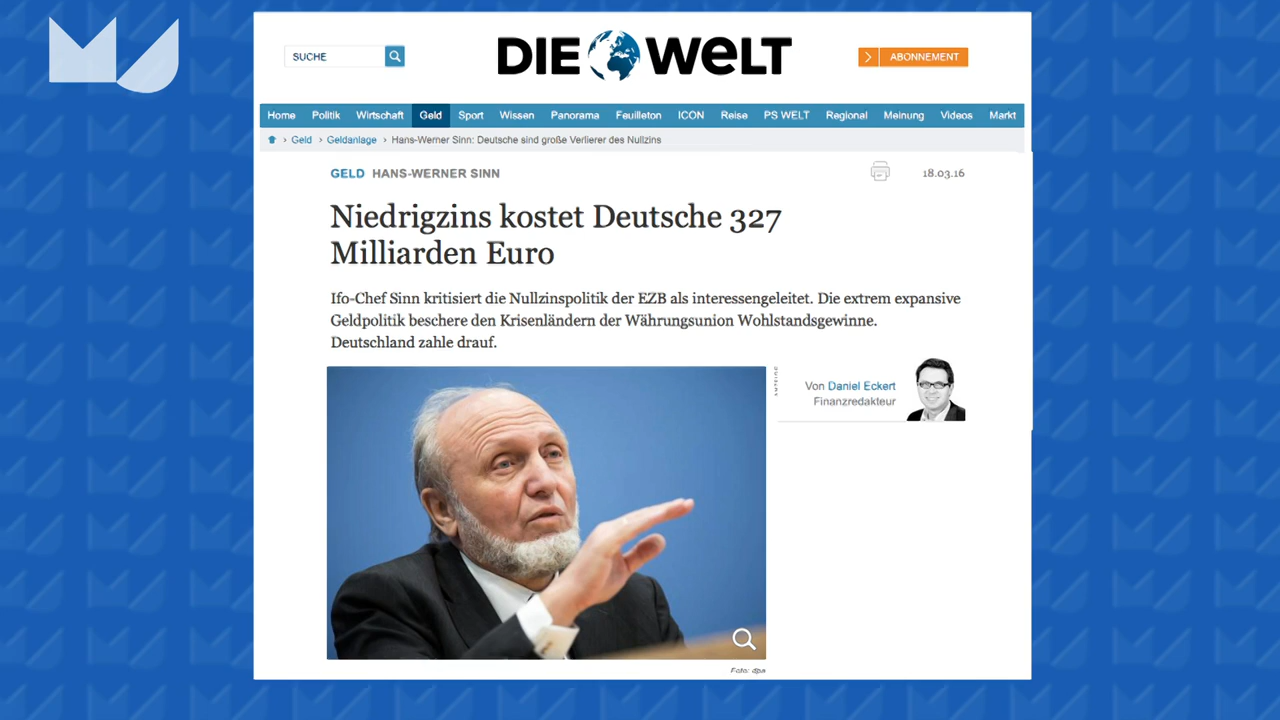 SUCHE
DIE WELT
ABONNEMENT
Home Politik Wirtschaft Geld Sport Wissen Panorama Feuilleton ICON Reise PS WELT Regional Meinung Videos Markt
Geld > Geldanlage > Hans-Werner Sinn: Deutsche sind große Verlierer des Nullzins
GELD HANS-WERNER SINN
18.03.16
Niedrigzins kostet Deutsche 327
Milliarden Euro
Ifo-Chef Sinn kritisiert die Nullzinspolitik der EZB als interessengeleitet. Die extrem expansive
Geldpolitik beschere den Krisenländern der Währungsunion Wohlstandsgewinne.
Deutschland zahle drauf.
Von Daniel Eckert
Finanzredakteur
Foto: dpa